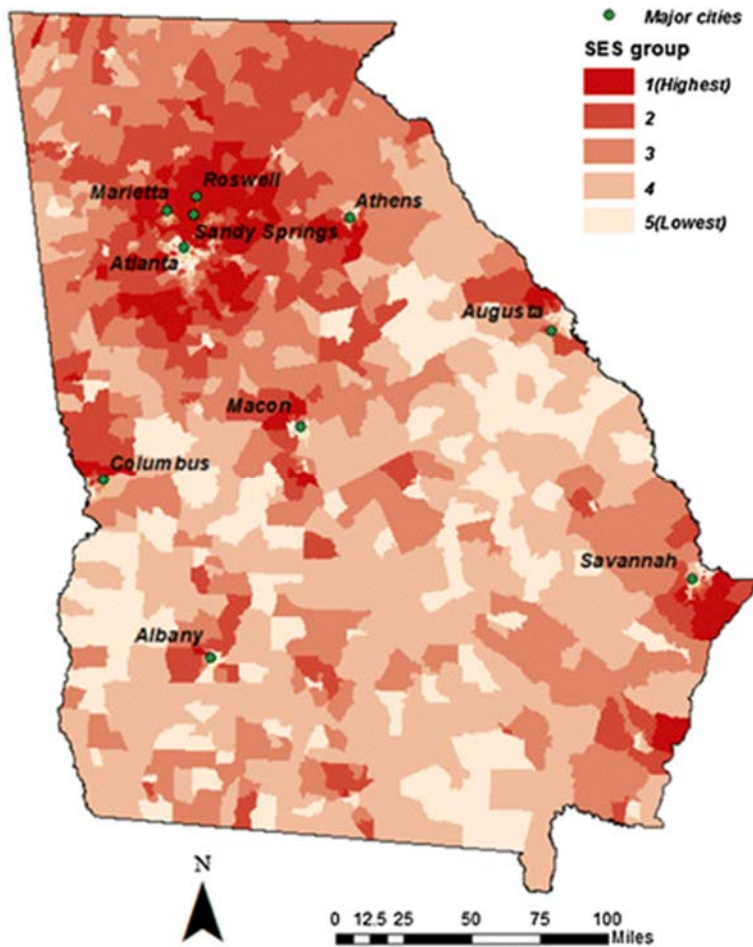 Major cities
SES group
1(Highest)
2
3
4
5(Lowest)
Marietta
Roswell
Athens
Sandy Springs
Atlanta
Augusta
Macon
Columbus
Savannah
Albany
N
0 12.5 25 50 75 100
Miles